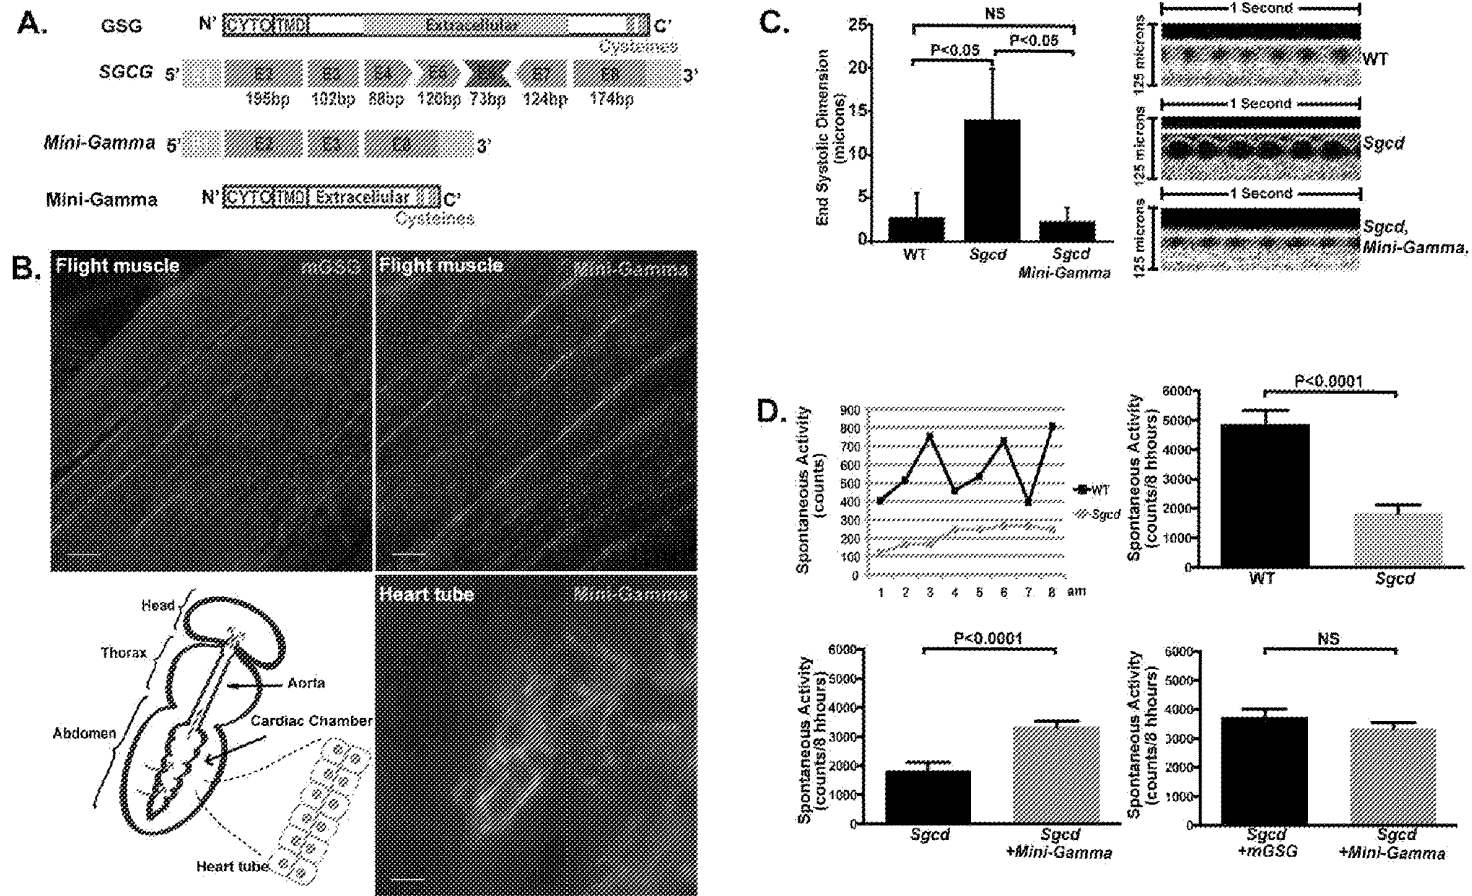 A.
GSG
N' CYTO TMD Extracellular C'
Cysteines
SGCG 5' E2 E3 E4 E5 E6 E7 E8 3'
195bp 102bp 88bp 120bp 73bp 124bp 174bp
Mini-Gamma 5' E2 E3 E8 3'
Mini-Gamma N' CYTO TMD Extracellular C'
Cysteines
B.
Flight muscle mGSG
Flight muscle Mini-Gamma
Head
Thorax
Aorta
Abdomen
Cardiac Chamber
Heart tube
Heart tube Mini-Gamma
C.
End Systolic Dimension
(microns)
25
20
15
10
5
0
NS
P<0.05
P<0.05
WT
Sgcd
Sgcd
Mini-Gamma
1 Second
125 microns
WT
1 Second
125 microns
Sgcd
1 Second
125 microns
Sgcd,
Mini-Gamma,
D.
Spontaneous Activity
(counts)
900
800
700
600
500
400
300
200
100
0
1 2 3 4 5 6 7 8 am
WT
Sgcd
Spontaneous Activity
(counts/8 hhours)
6000
5000
4000
3000
2000
1000
0
P<0.0001
WT
Sgcd
Spontaneous Activity
(counts/8 hhours)
6000
5000
4000
3000
2000
1000
0
P<0.0001
Sgcd
Sgcd
+Mini-Gamma
Spontaneous Activity
(counts/8 hhours)
6000
5000
4000
3000
2000
1000
0
NS
Sgcd
+mGSG
Sgcd
+Mini-Gamma